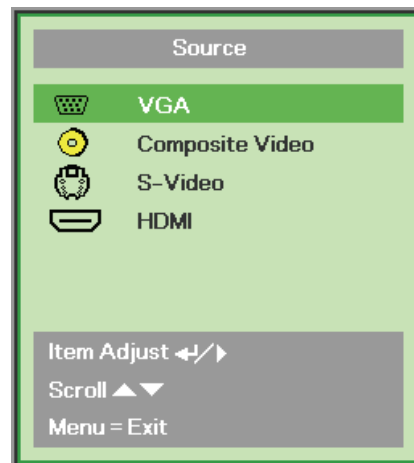 Source
VGA
Composite Video
S-Video
HDMI
Item Adjust ↵/▶
Scroll ▲▼
Menu = Exit